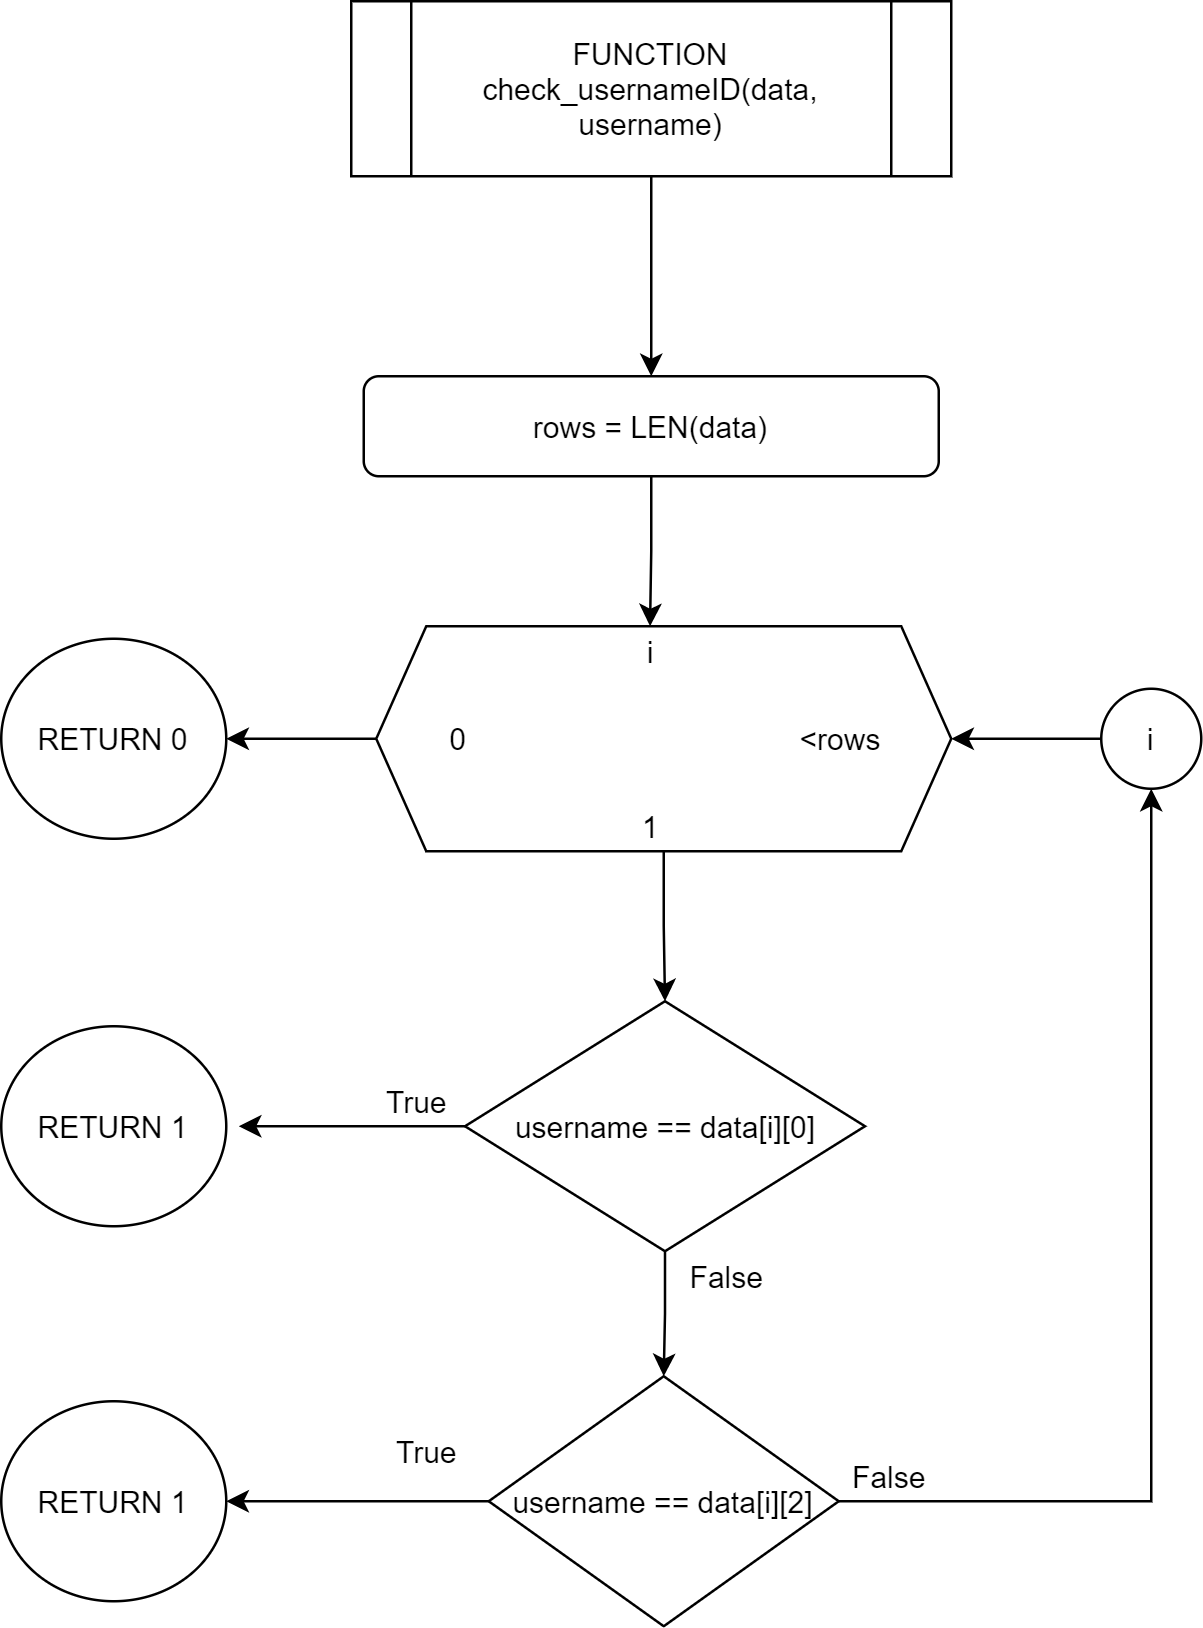 FUNCTION
check_usernameID(data,
username)
rows = LEN(data)
i
RETURN 0
0
<rows
i
1
True
RETURN 1
username == data[i][0]
False
True
False
RETURN 1
username == data[i][2]